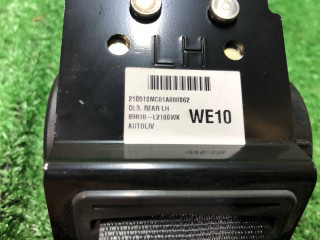 LH
210510MC01A000062
DL3, REAR LH
89810-L2100WK
WE10
AUTOLIV